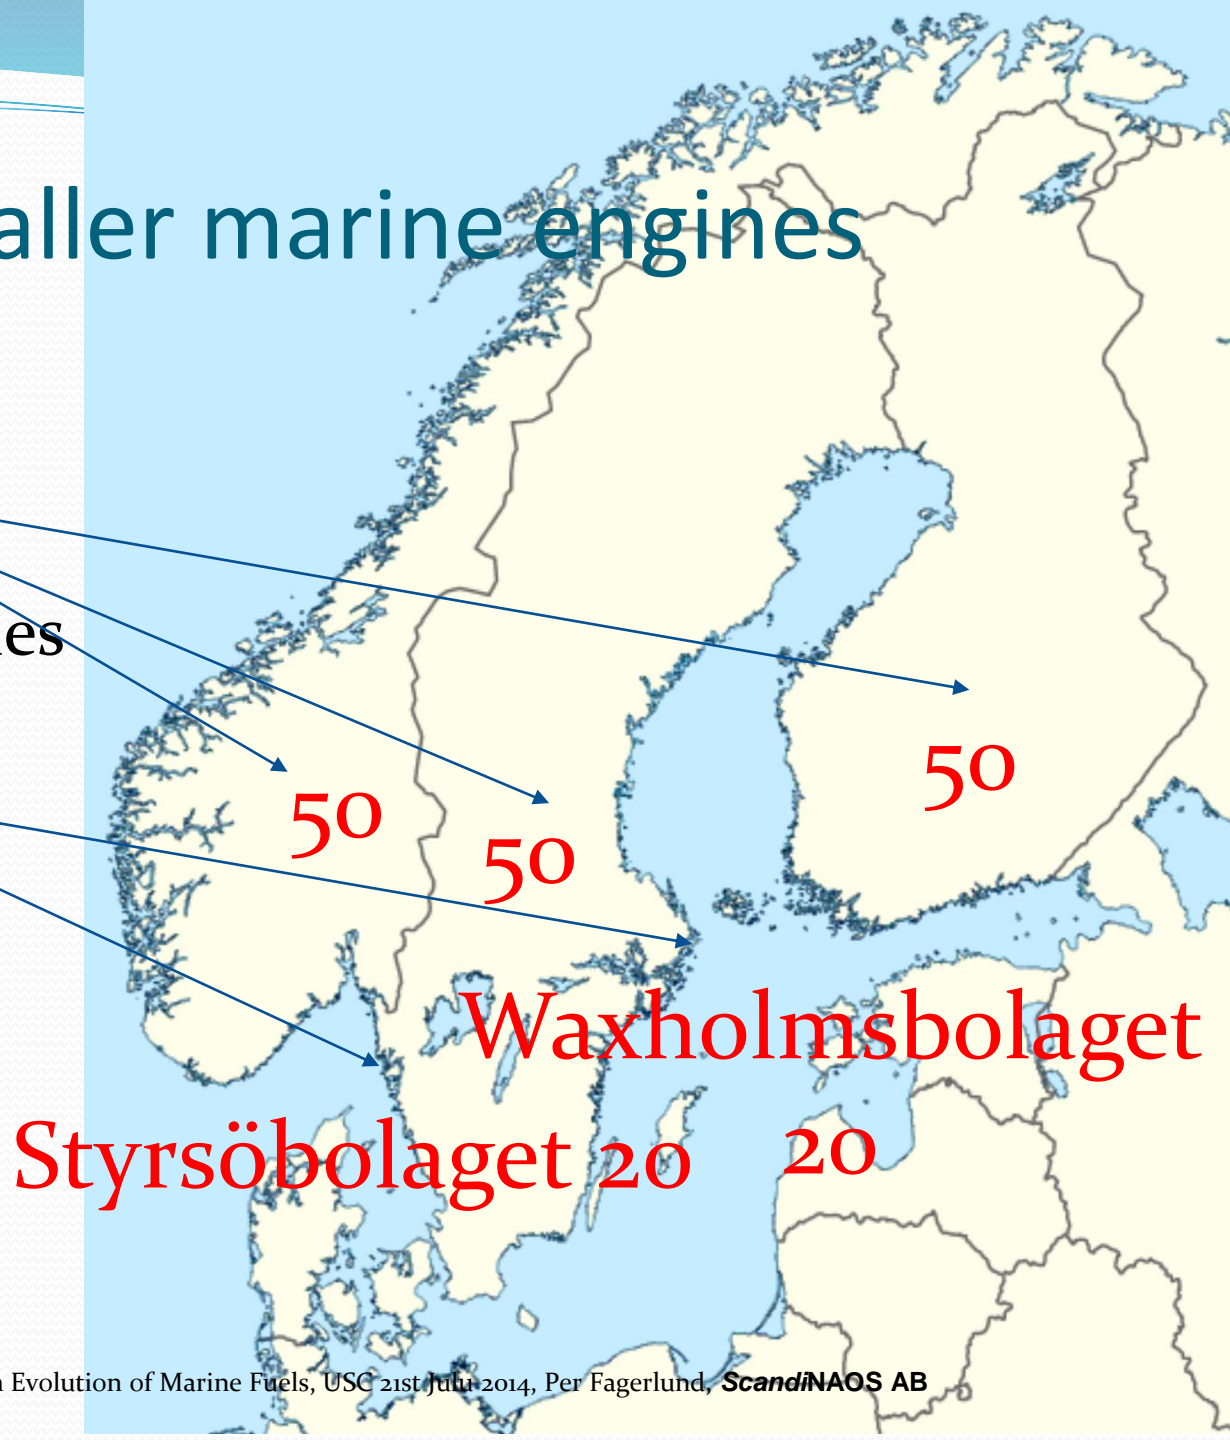 aller marine engines
es
50
50
50
Waxholmsbolaget
Styrsöbolaget 20
20
Evolution of Marine Fuels, USC 21st Julu 2014, Per Fagerlund, ScandiNAOS AB